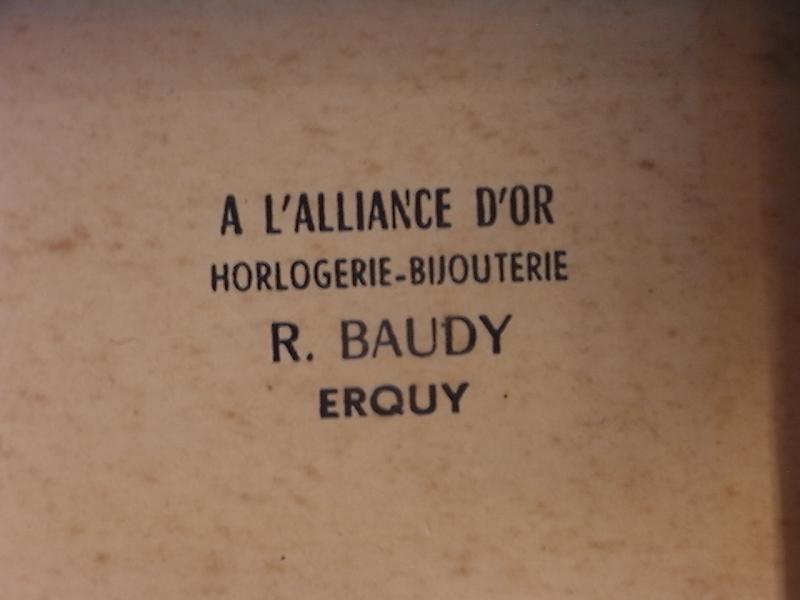 A L'ALLIANCE D'OR
HORLOGERIE-BIJOUTERIE
R. BAUDY
ERQUY